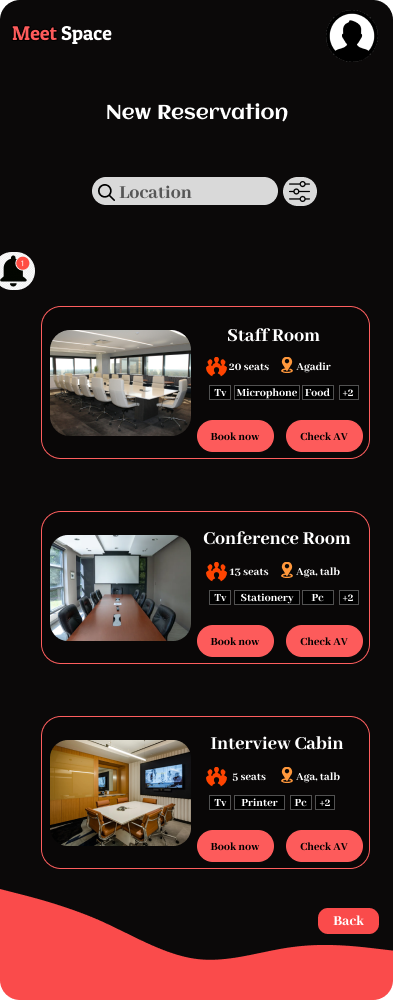 Meet Space
New Reservation
Location
1
Staff Room
20 seats Agadir
Tv Microphone Food +2
Book now Check AV
Conference Room
13 seats Aga, talb
Tv Stationery Pc +2
Book now Check AV
Interview Cabin
5 seats Aga, talb
Tv Printer Pc +2
Book now Check AV
Back